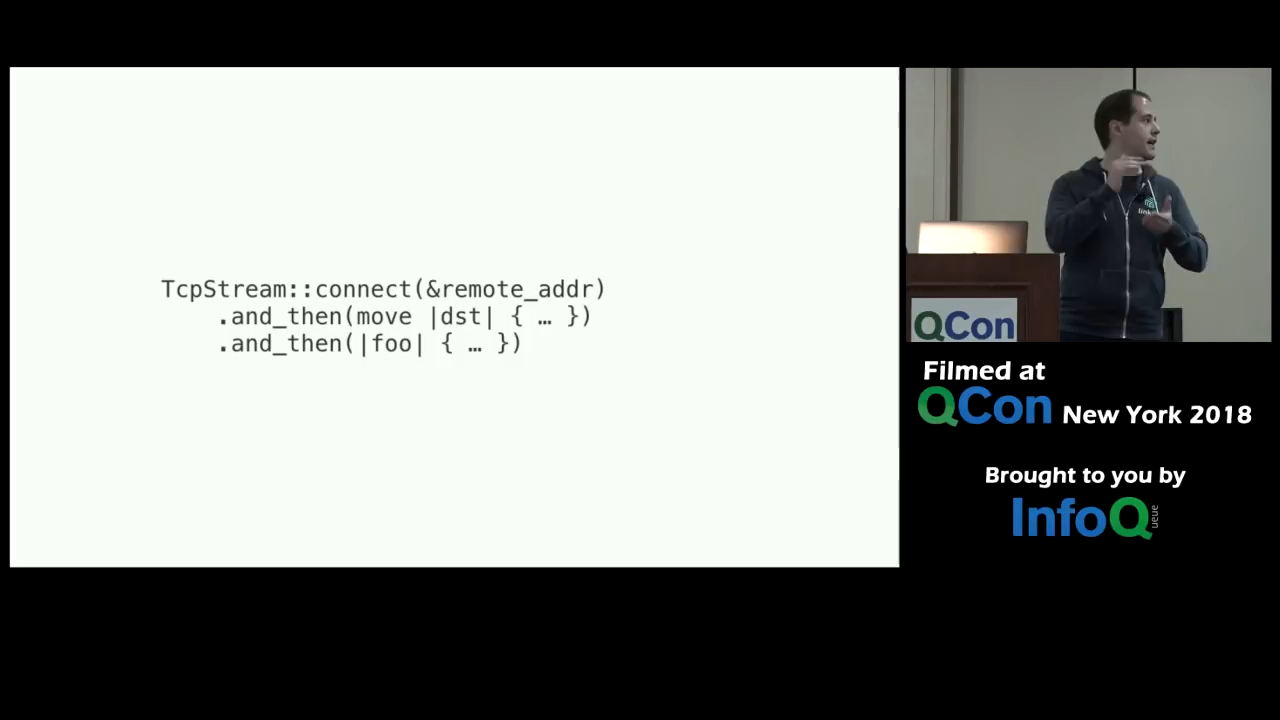 TcpStream::connect(&remote_addr)
    .and_then(move |dst| { … })
    .and_then(|foo| { … })
QCon
Filmed at
QCon New York 2018
Brought to you by
InfoQueue